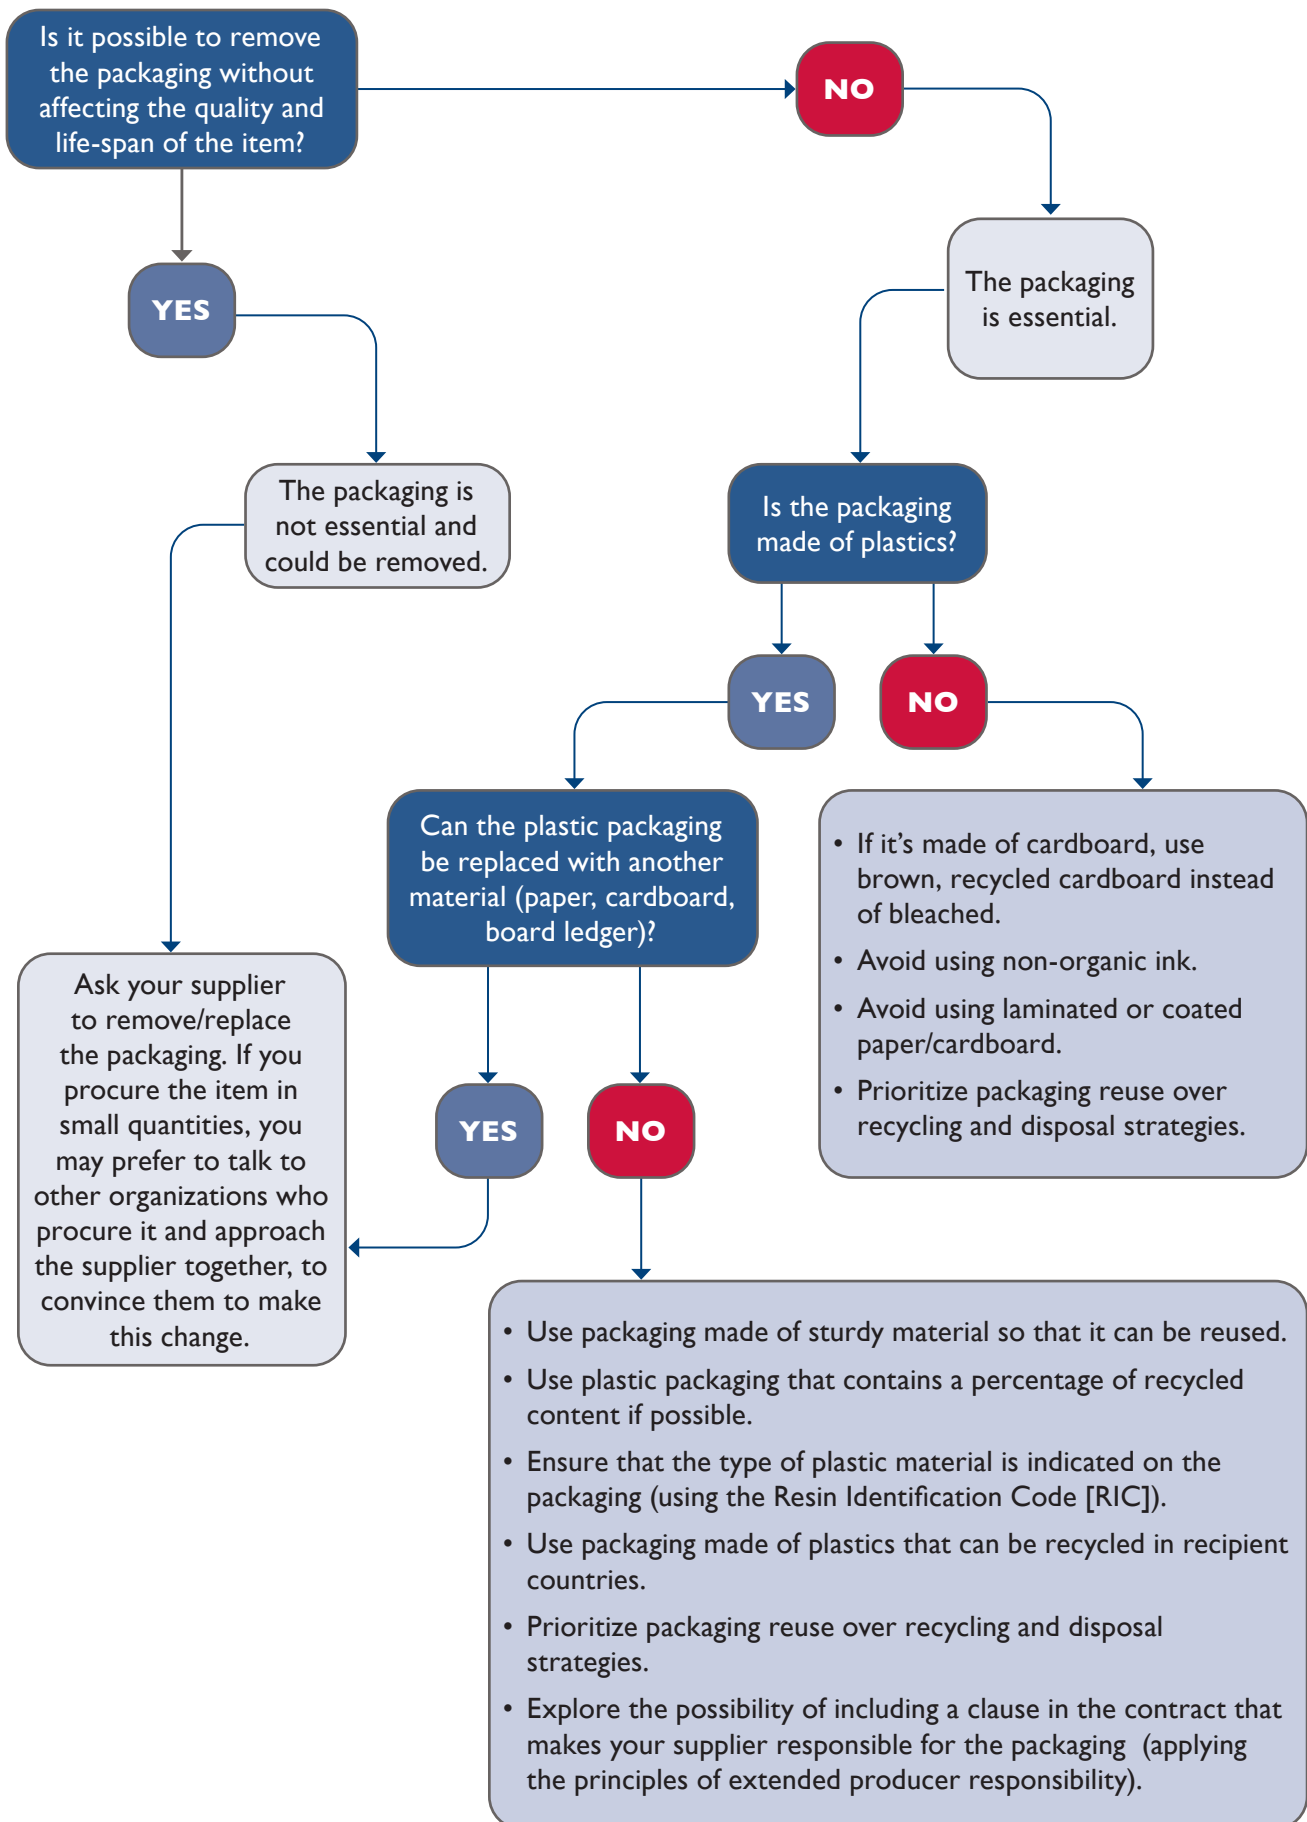 Is it possible to remove
the packaging without
affecting the quality and
life-span of the item?
NO
YES
The packaging
is essential.
The packaging is
not essential and
could be removed.
Is the packaging
made of plastics?
YES
NO
Can the plastic packaging
be replaced with another
material (paper, cardboard,
board ledger)?
• If it’s made of cardboard, use
brown, recycled cardboard instead
of bleached.
• Avoid using non-organic ink.
• Avoid using laminated or coated
paper/cardboard.
• Prioritize packaging reuse over
recycling and disposal strategies.
Ask your supplier
to remove/replace
the packaging. If you
procure the item in
small quantities, you
may prefer to talk to
other organizations who
procure it and approach
the supplier together, to
convince them to make
this change.
YES
NO
• Use packaging made of sturdy material so that it can be reused.
• Use plastic packaging that contains a percentage of recycled
content if possible.
• Ensure that the type of plastic material is indicated on the
packaging (using the Resin Identification Code [RIC]).
• Use packaging made of plastics that can be recycled in recipient
countries.
• Prioritize packaging reuse over recycling and disposal
strategies.
• Explore the possibility of including a clause in the contract that
makes your supplier responsible for the packaging (applying
the principles of extended producer responsibility).